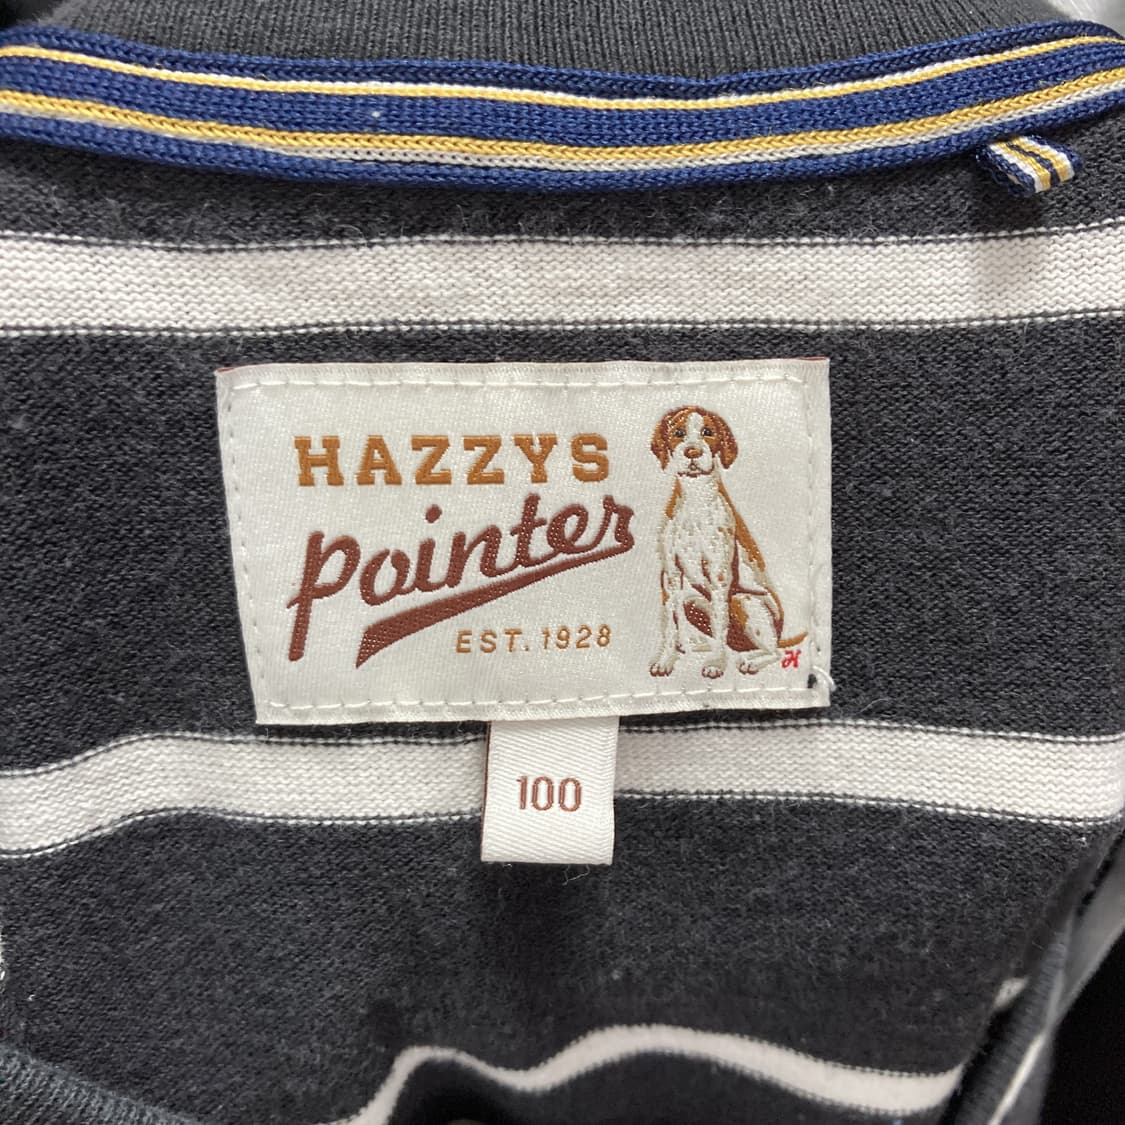 HAZZYS
Pointer
EST. 1928
H
100